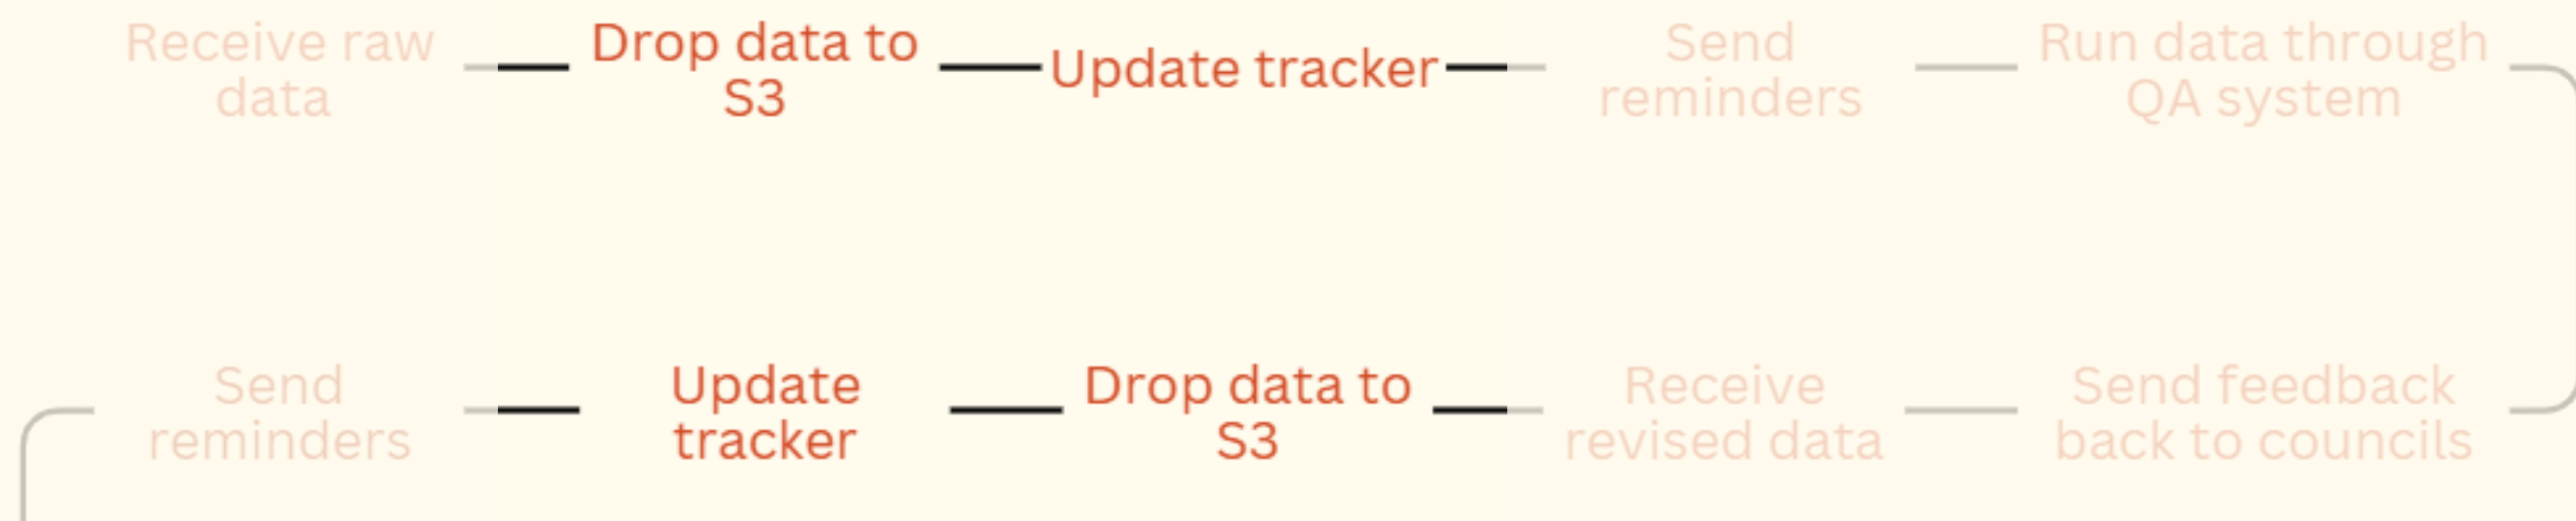 Receive raw
data
Drop data to
S3
Update tracker
Send
reminders
Run data through
QA system
Send
reminders
Update
tracker
Drop data to
S3
Receive
revised data
Send feedback
back to councils